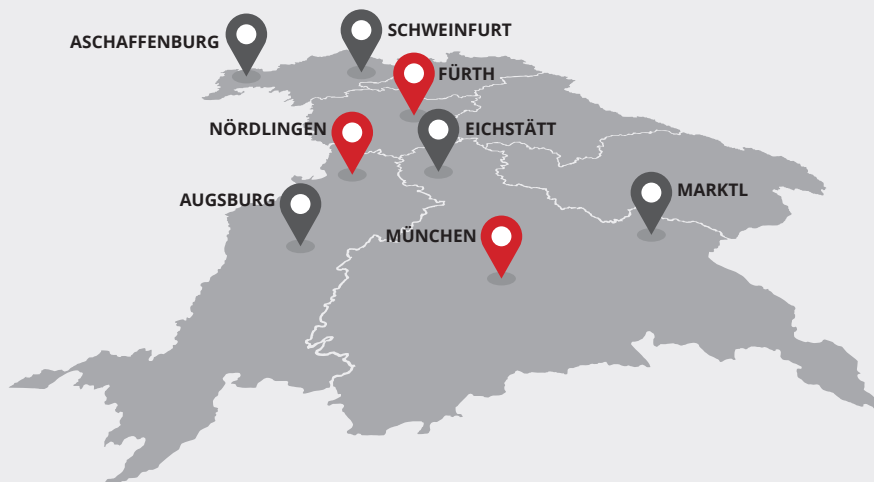 SCHWEINFURT
ASCHAFFENBURG
FÜRTH
NÖRDLINGEN
EICHSTÄTT
MARKTL
AUGSBURG
MÜNCHEN